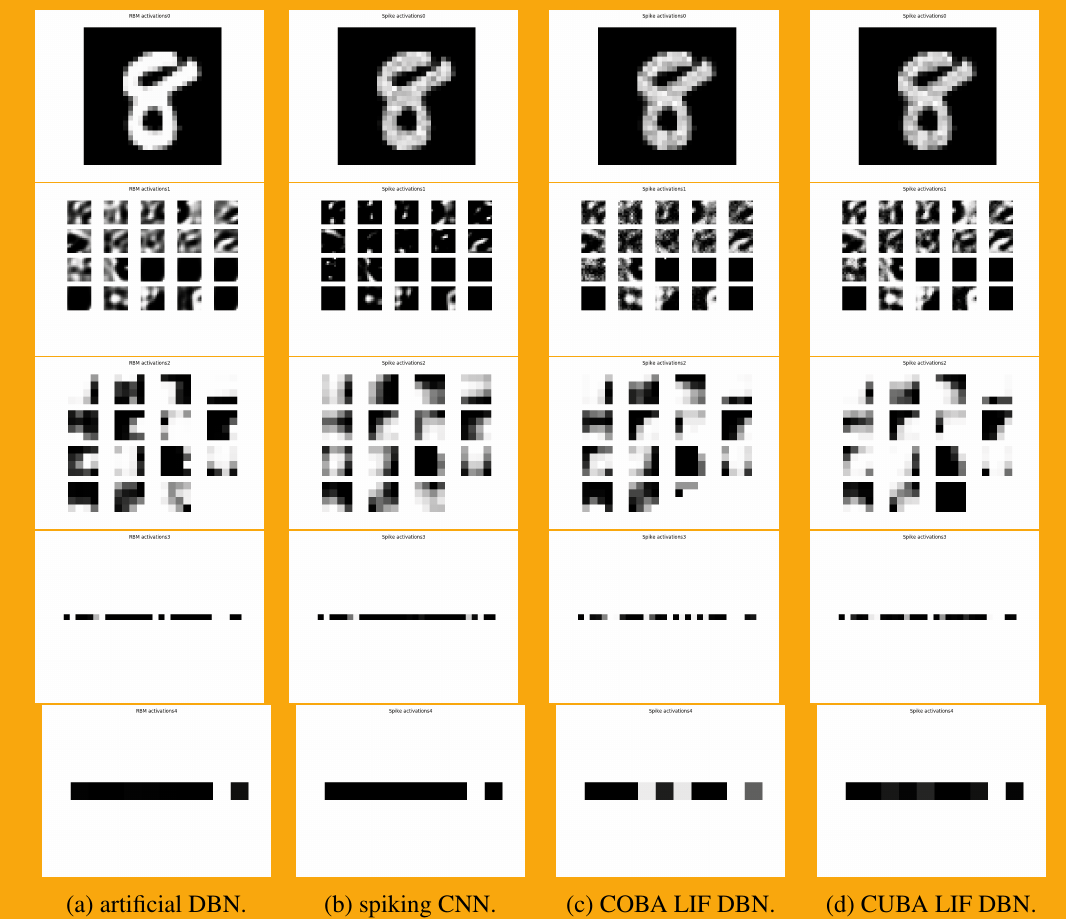 RBM activations0
Spike activations0
Spike activations0
Spike activations0
RBM activations1
Spike activations1
Spike activations1
Spike activations1
RBM activations2
Spike activations2
Spike activations2
Spike activations2
RBM activations3
Spike activations3
Spike activations3
Spike activations3
RBM activations4
Spike activations4
Spike activations4
Spike activations4
(a) artificial DBN.
(b) spiking CNN.
(c) COBA LIF DBN.
(d) CUBA LIF DBN.